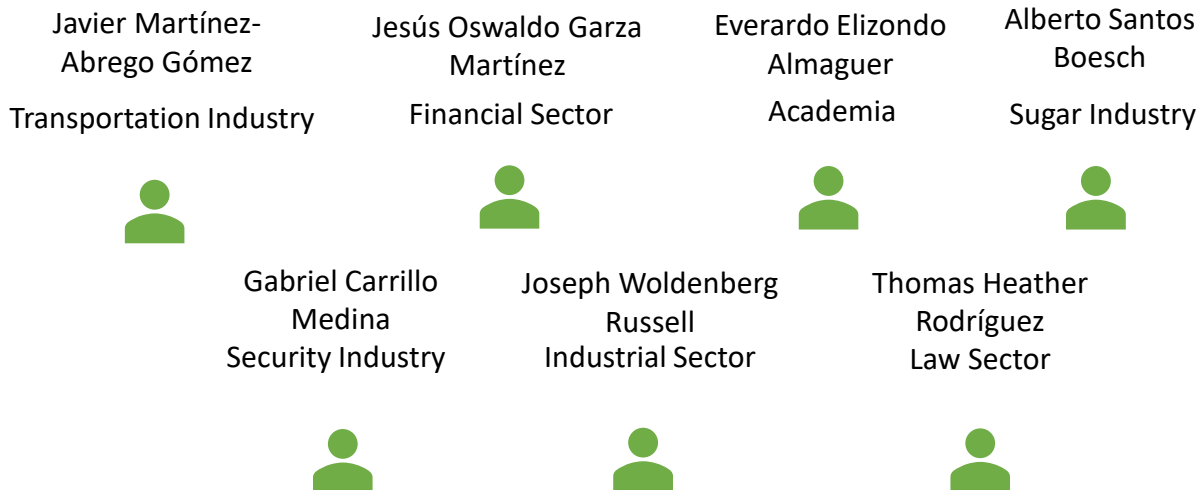 Javier Martínez-
Abrego Gómez
Transportation Industry
Jesús Oswaldo Garza
Martínez
Financial Sector
Everardo Elizondo
Almaguer
Academia
Alberto Santos
Boesch
Sugar Industry
Gabriel Carrillo
Medina
Security Industry
Joseph Woldenberg
Russell
Industrial Sector
Thomas Heather
Rodríguez
Law Sector